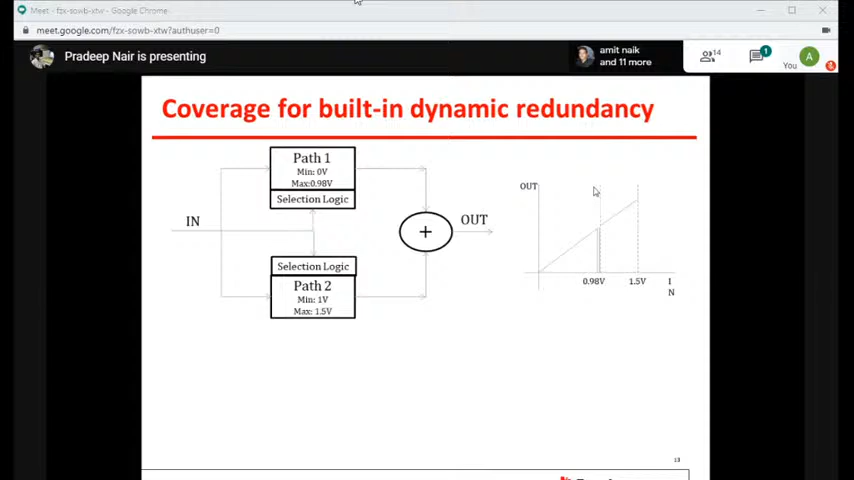 Meet - fzx-sowb-xtw - Google Chrome
meet.google.com/fzx-sowb-xtw?authuser=0
Pradeep Nair is presenting
amit naik
and 11 more
14
1
A
You
Coverage for built-in dynamic redundancy
Path 1
Min: 0V
Max:0.98V
Selection Logic
IN
+
OUT
Selection Logic
Path 2
Min: 1V
Max: 1.5V
OUT
0.98V
1.5V
I
N
13